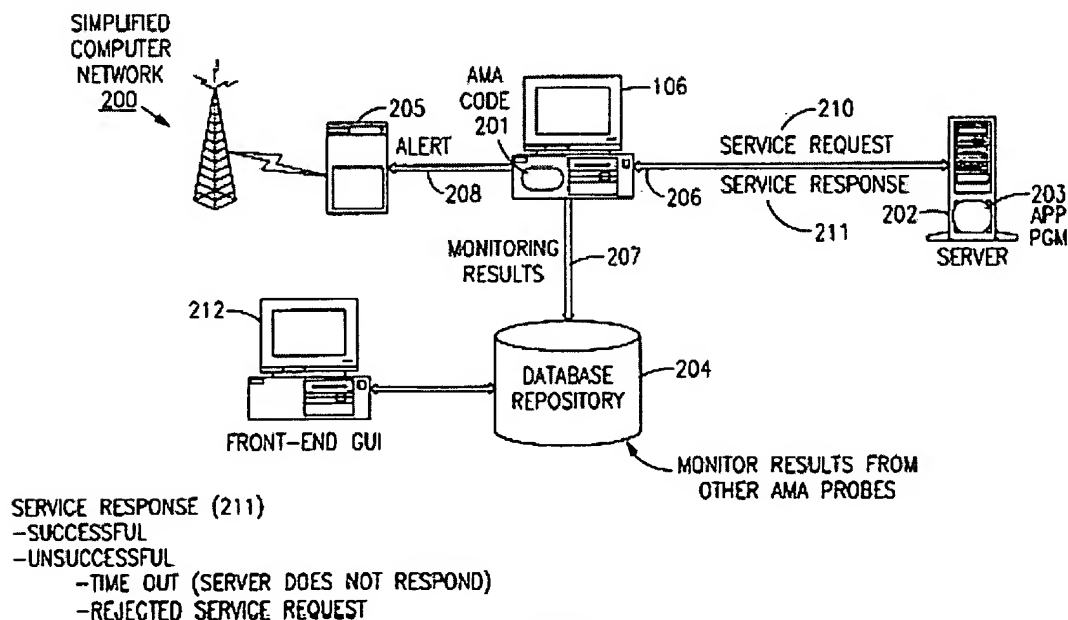 SIMPLIFIED
COMPUTER
NETWORK
200
205
ALERT
208
AMA
CODE
201
106
210
SERVICE REQUEST
206
SERVICE RESPONSE
211
202
203
APP
PGM
SERVER
MONITORING
RESULTS
207
212
FRONT-END GUI
DATABASE
REPOSITORY
204
MONITOR RESULTS FROM
OTHER AMA PROBES
SERVICE RESPONSE (211)
-SUCCESSFUL
-UNSUCCESSFUL
-TIME OUT (SERVER DOES NOT RESPOND)
-REJECTED SERVICE REQUEST